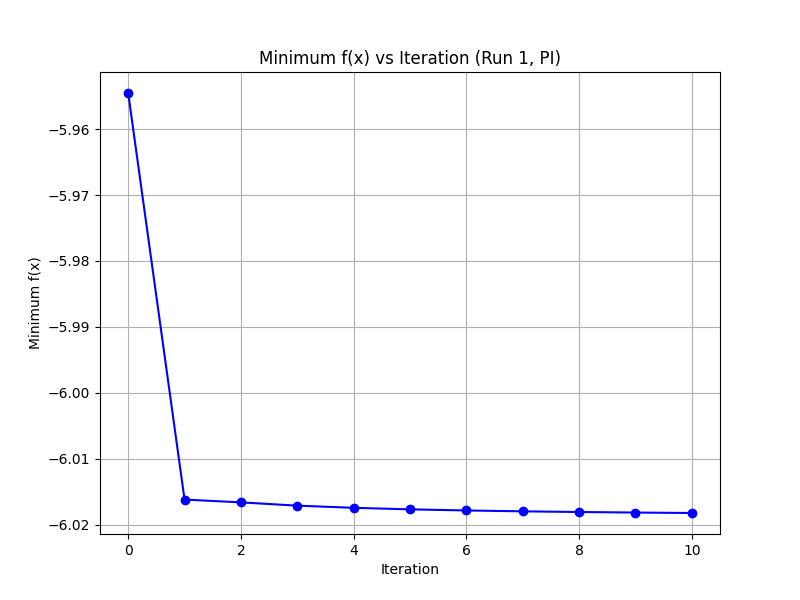 Minimum f(x) vs Iteration (Run 1, PI)
Minimum f(x)
−5.96
−5.97
−5.98
−5.99
−6.00
−6.01
−6.02
0 2 4 6 8 10
Iteration